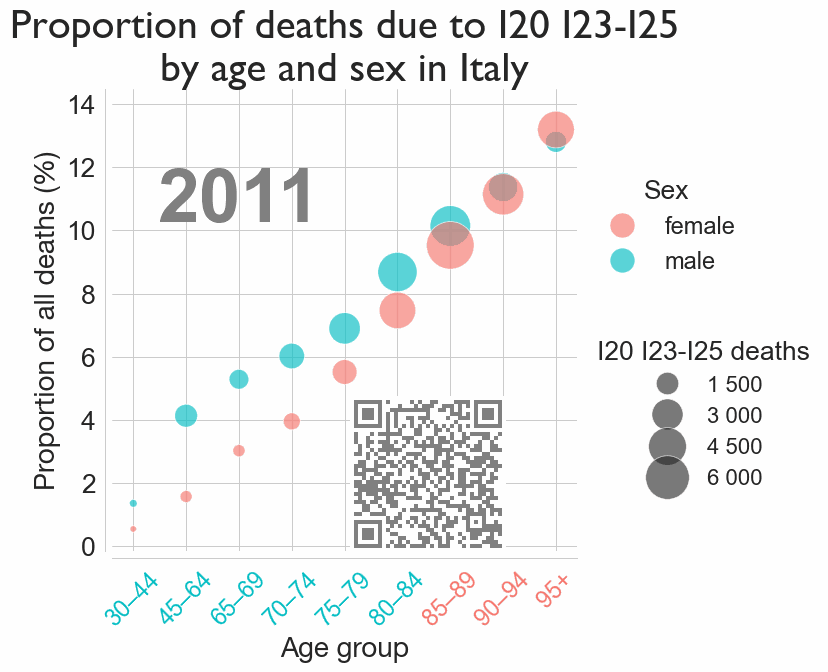 Proportion of deaths due to I20 I23-I25
by age and sex in Italy
14
12
10
8
6
4
2
0
Proportion of all deaths (%)
2011
30–44
45–64
65–69
70–74
75–79
80–84
85–89
90–94
95+
Age group
Sex
female
male
I20 I23-I25 deaths
1 500
3 000
4 500
6 000